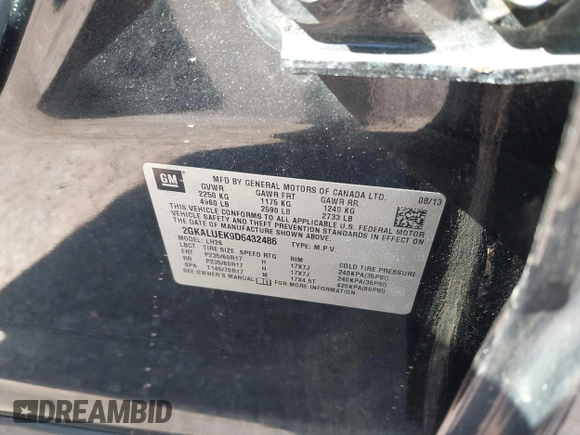 GM
MFD BY GENERAL MOTORS OF CANADA LTD.
08/13
GVWR GAWR FRT GAWR RR
2250 KG 1175 KG 1240 KG
4960 LB 2590 LB 2733 LB
THIS VEHICLE CONFORMS TO ALL APPLICABLE U.S. FEDERAL MOTOR
VEHICLE SAFETY AND THEFT PREVENTION STANDARDS IN EFFECT ON THE
DATE OF MANUFACTURE SHOWN ABOVE.
2GKALUEK9D6432486 TYPE: M.P.V.
MODEL: LH26
LBCT TIRE SIZE SPEED RTG RIM COLD TIRE PRESSURE
FRT P235/60R17 H 17X7J 240KPA(35PSI)
RR P235/60R17 H 17X7J 240KPA(35PSI)
SPA T145/70R17 M 17X4.5T 420KPA(60PSI)
SEE OWNER'S MANUAL FOR MORE INFORMATION.
DREAMBID